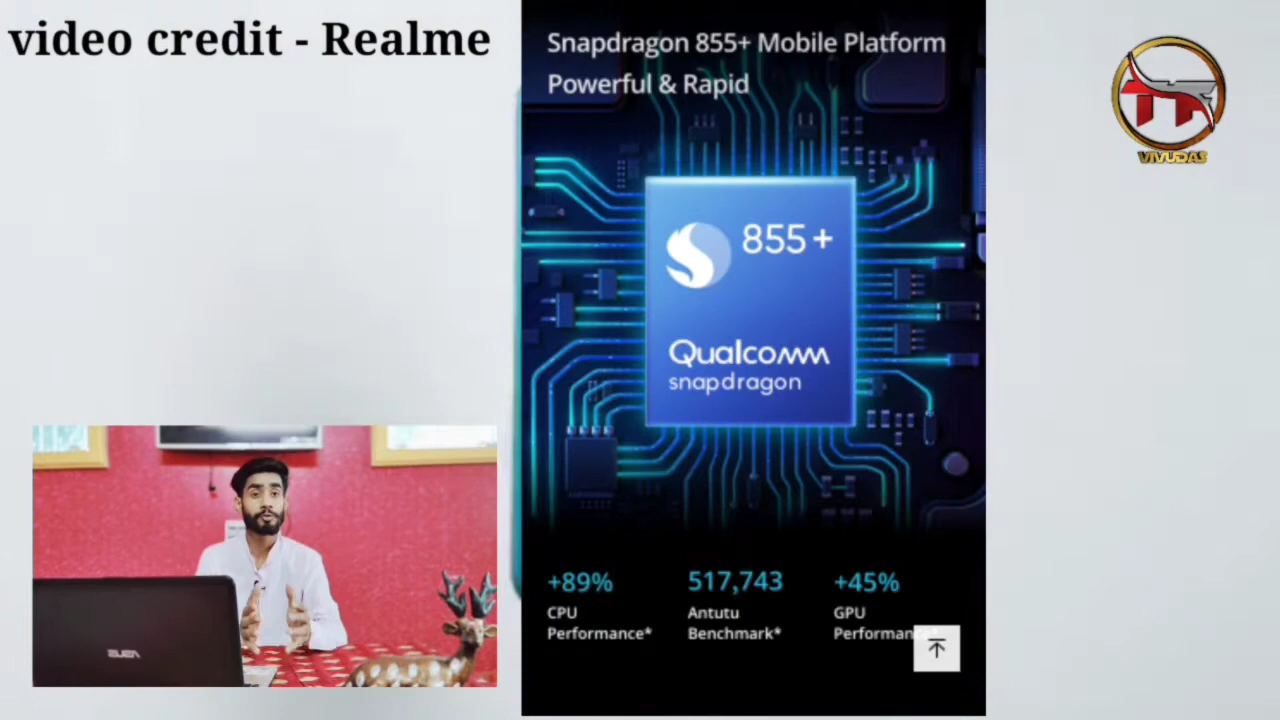 video credit - Realme
Snapdragon 855+ Mobile Platform
Powerful & Rapid
855+
Qualcomm
snapdragon
+89%
CPU
Performance*
517,743
Antutu
Benchmark*
+45%
GPU
VIVUDAS
ASUS